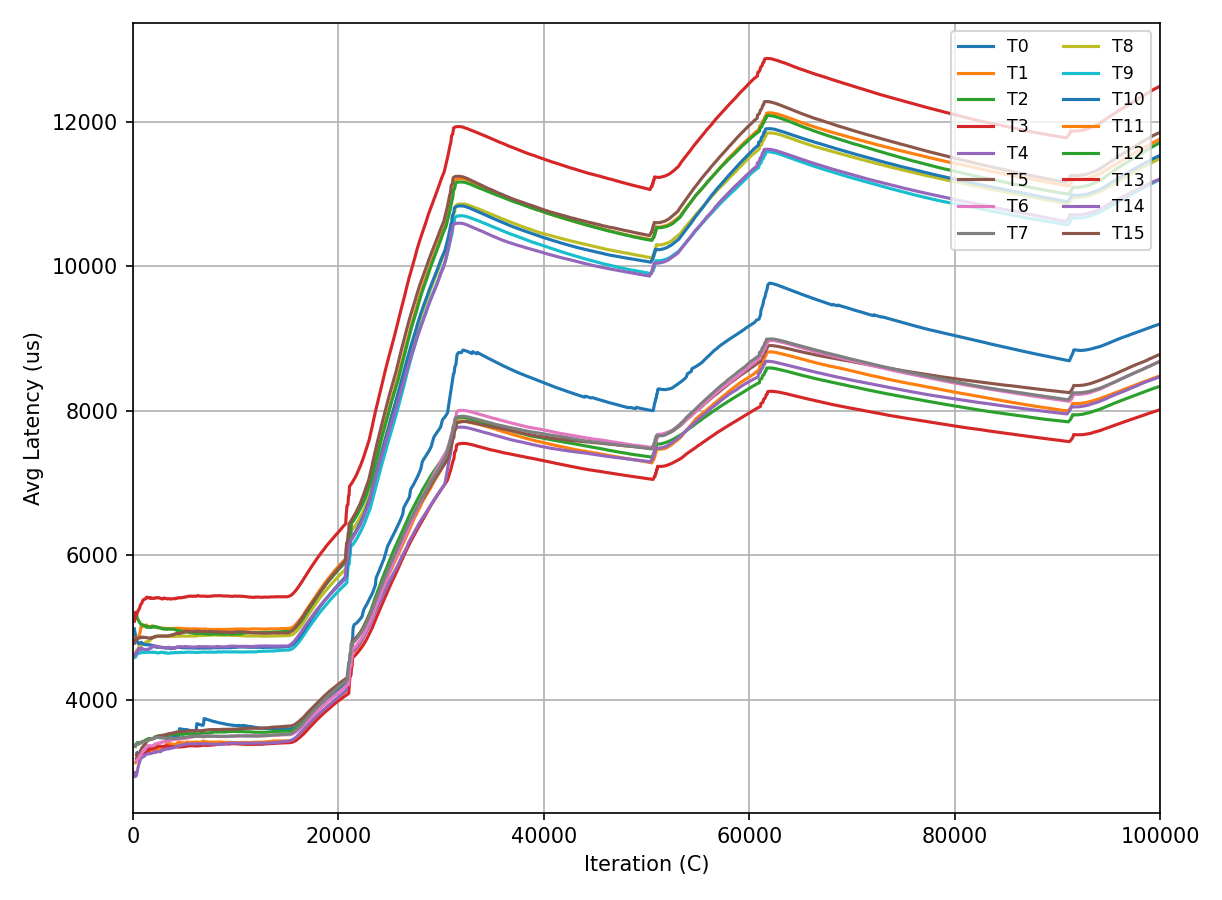 12000
10000
8000
6000
4000
Avg Latency (us)
0 20000 40000 60000 80000 100000
Iteration (C)
T0 T8
T1 T9
T2 T10
T3 T11
T4 T12
T5 T13
T6 T14
T7 T15